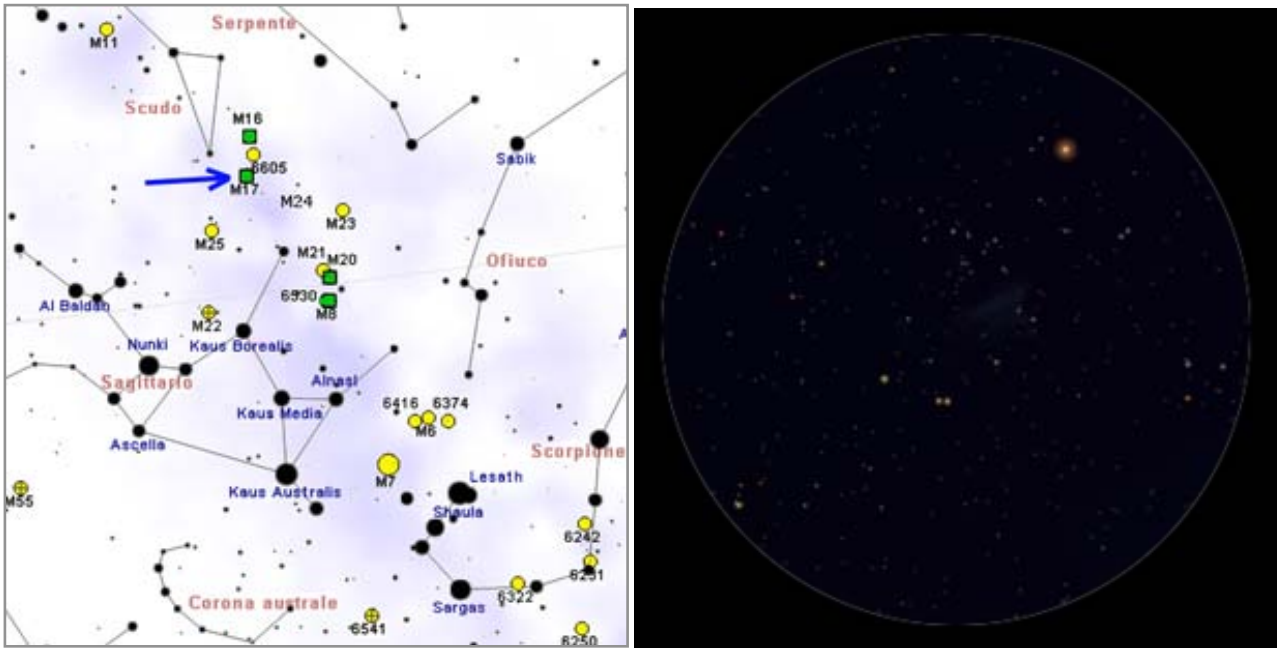 Serpente
M11
Scudo
M16
6605
M17
Sabik
M24
M23
M25
M21
M20
Ofiuco
6530
M8
Al Baldah
M22
Nunki
Kaus Borealis
Sagittario
Alnasl
Kaus Media
6416
6374
M6
Ascella
Scorpione
M7
Lesath
Kaus Australis
M55
Shaula
6242
6231
6322
Corona australe
Sargas
6541
6250